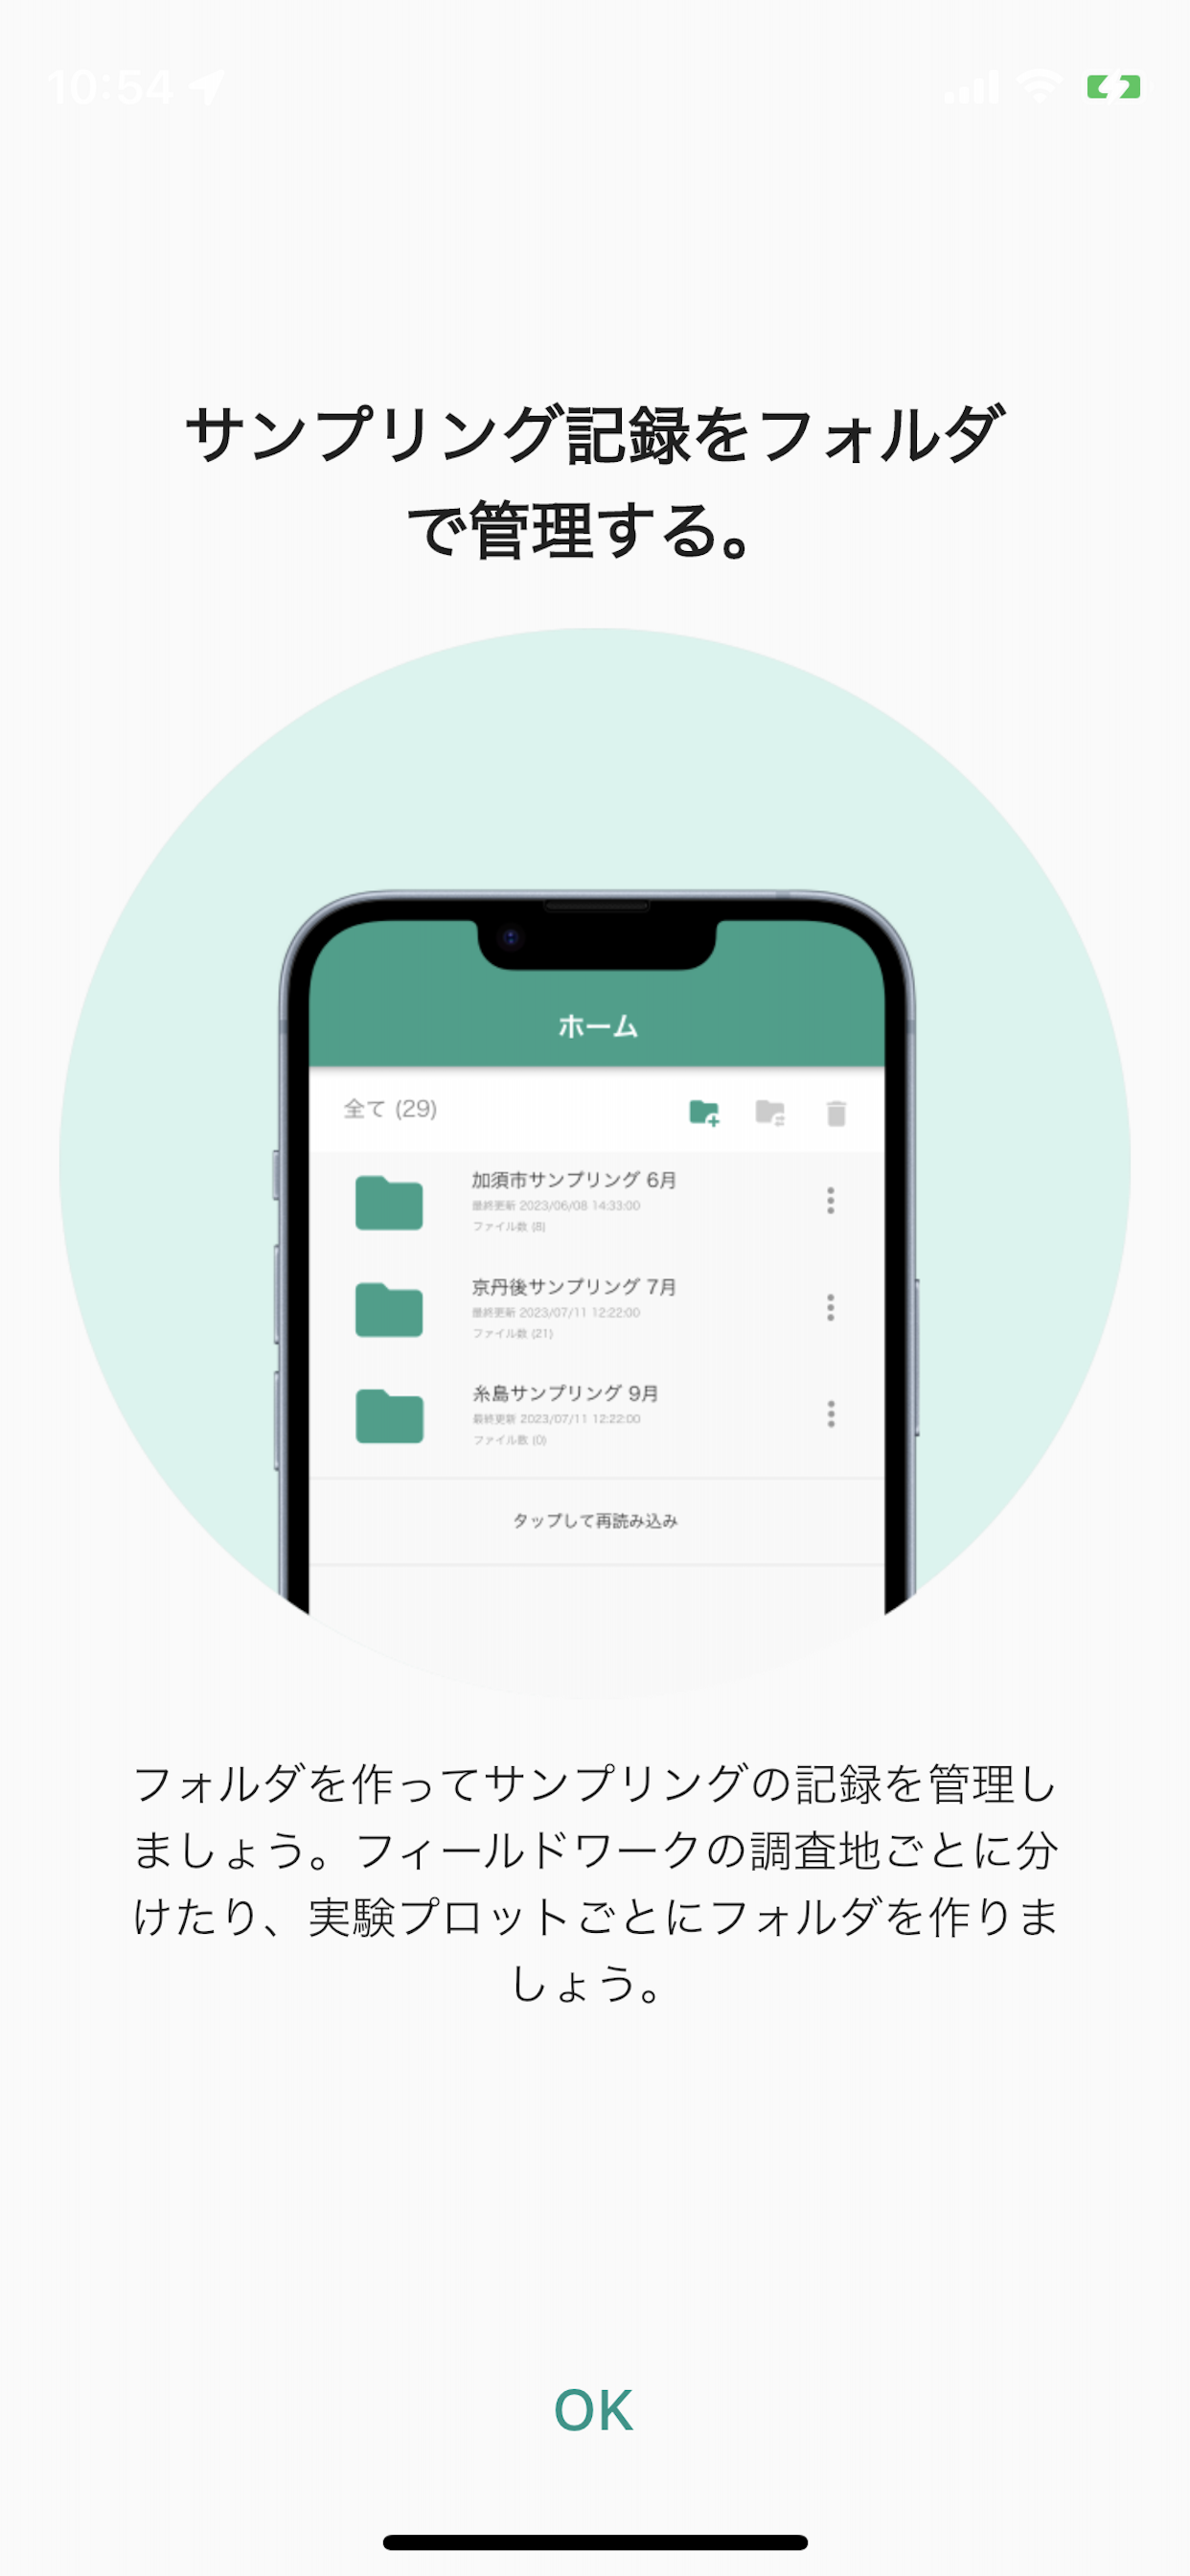 10:54
サンプリング記録をフォルダ
で管理する。
ホーム
全て (29)
加須市サンプリング 6月
最終更新 2023/06/08 14:33:00
ファイル数 (8)
京丹後サンプリング 7月
最終更新 2023/07/11 12:22:00
ファイル数 (21)
糸島サンプリング 9月
最終更新 2023/07/11 12:22:00
ファイル数 (0)
タップして再読み込み
フォルダを作ってサンプリングの記録を管理し
ましょう。フィールドワークの調査地ごとに分
けたり、実験プロットごとにフォルダを作りま
しょう。
OK